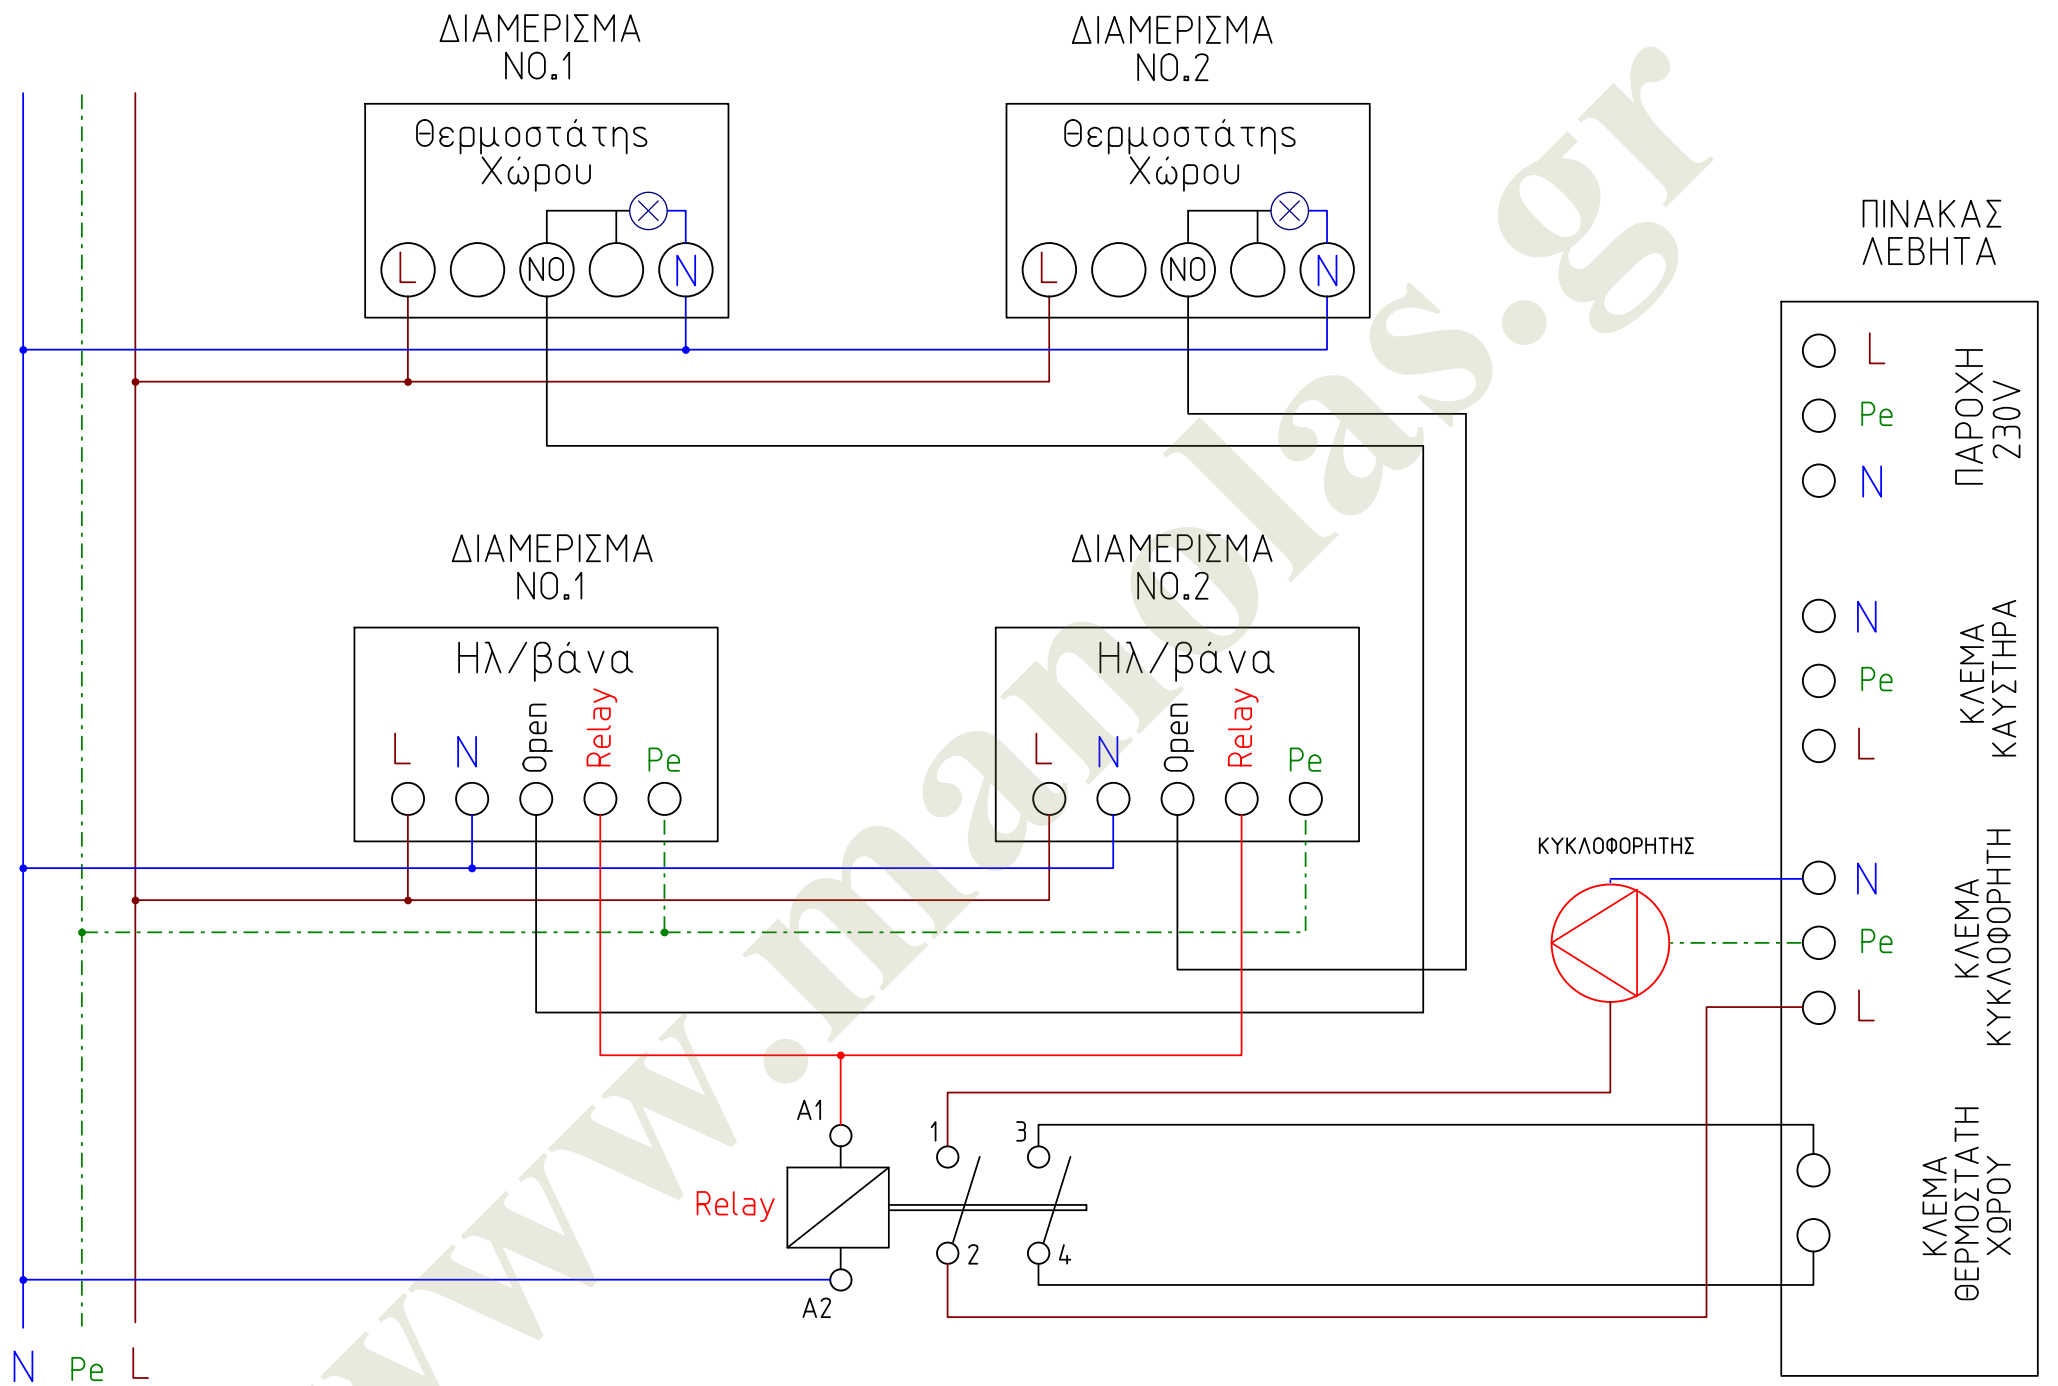 ΔΙΑΜΕΡΙΣΜΑ
NO.1
ΔΙΑΜΕΡΙΣΜΑ
NO.2
Θερμοστάτης
Χώρου
L
NO
N
Θερμοστάτης
Χώρου
L
NO
N
ΠΙΝΑΚΑΣ
ΛΕΒΗΤΑ
L
Pe
N
ΠΑΡΟΧΗ
230V
ΔΙΑΜΕΡΙΣΜΑ
NO.1
ΔΙΑΜΕΡΙΣΜΑ
NO.2
Ηλ/βάνα
L
N
Open
Relay
Pe
Ηλ/βάνα
L
N
Open
Relay
Pe
N
Pe
L
ΚΛΕΜΑ
ΚΑΥΣΤΗΡΑ
ΚΥΚΛΟΦΟΡΗΤΗΣ
N
Pe
L
ΚΛΕΜΑ
ΚΥΚΛΟΦΟΡΗΤΗ
A1
1
3
Relay
2
4
A2
ΚΛΕΜΑ
ΘΕΡΜΟΣΤΑΤΗ
ΧΩΡΟΥ
N
Pe
L
www.manolas.gr